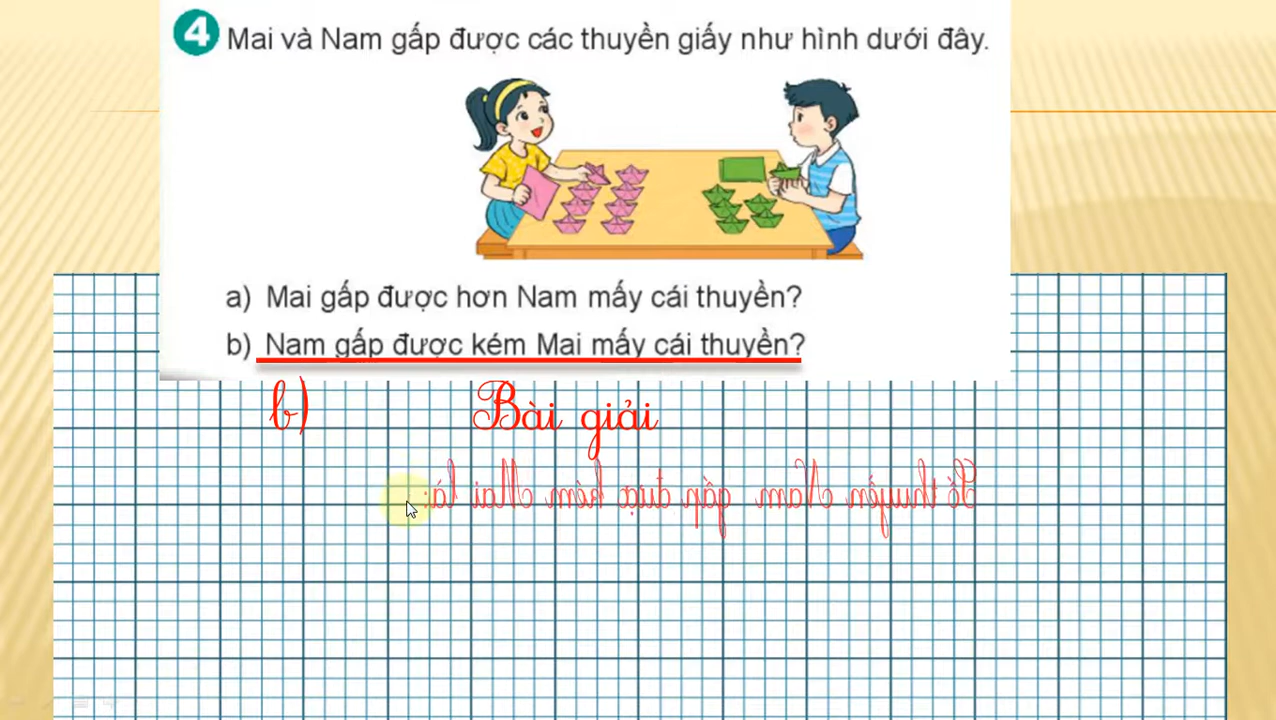 4 Mai và Nam gấp được các thuyền giấy như hình dưới đây.
a) Mai gấp được hơn Nam mấy cái thuyền?
b) Nam gấp được kém Mai mấy cái thuyền?
b) Bài giải
Số thuyền Nam gấp được kém Mai là: